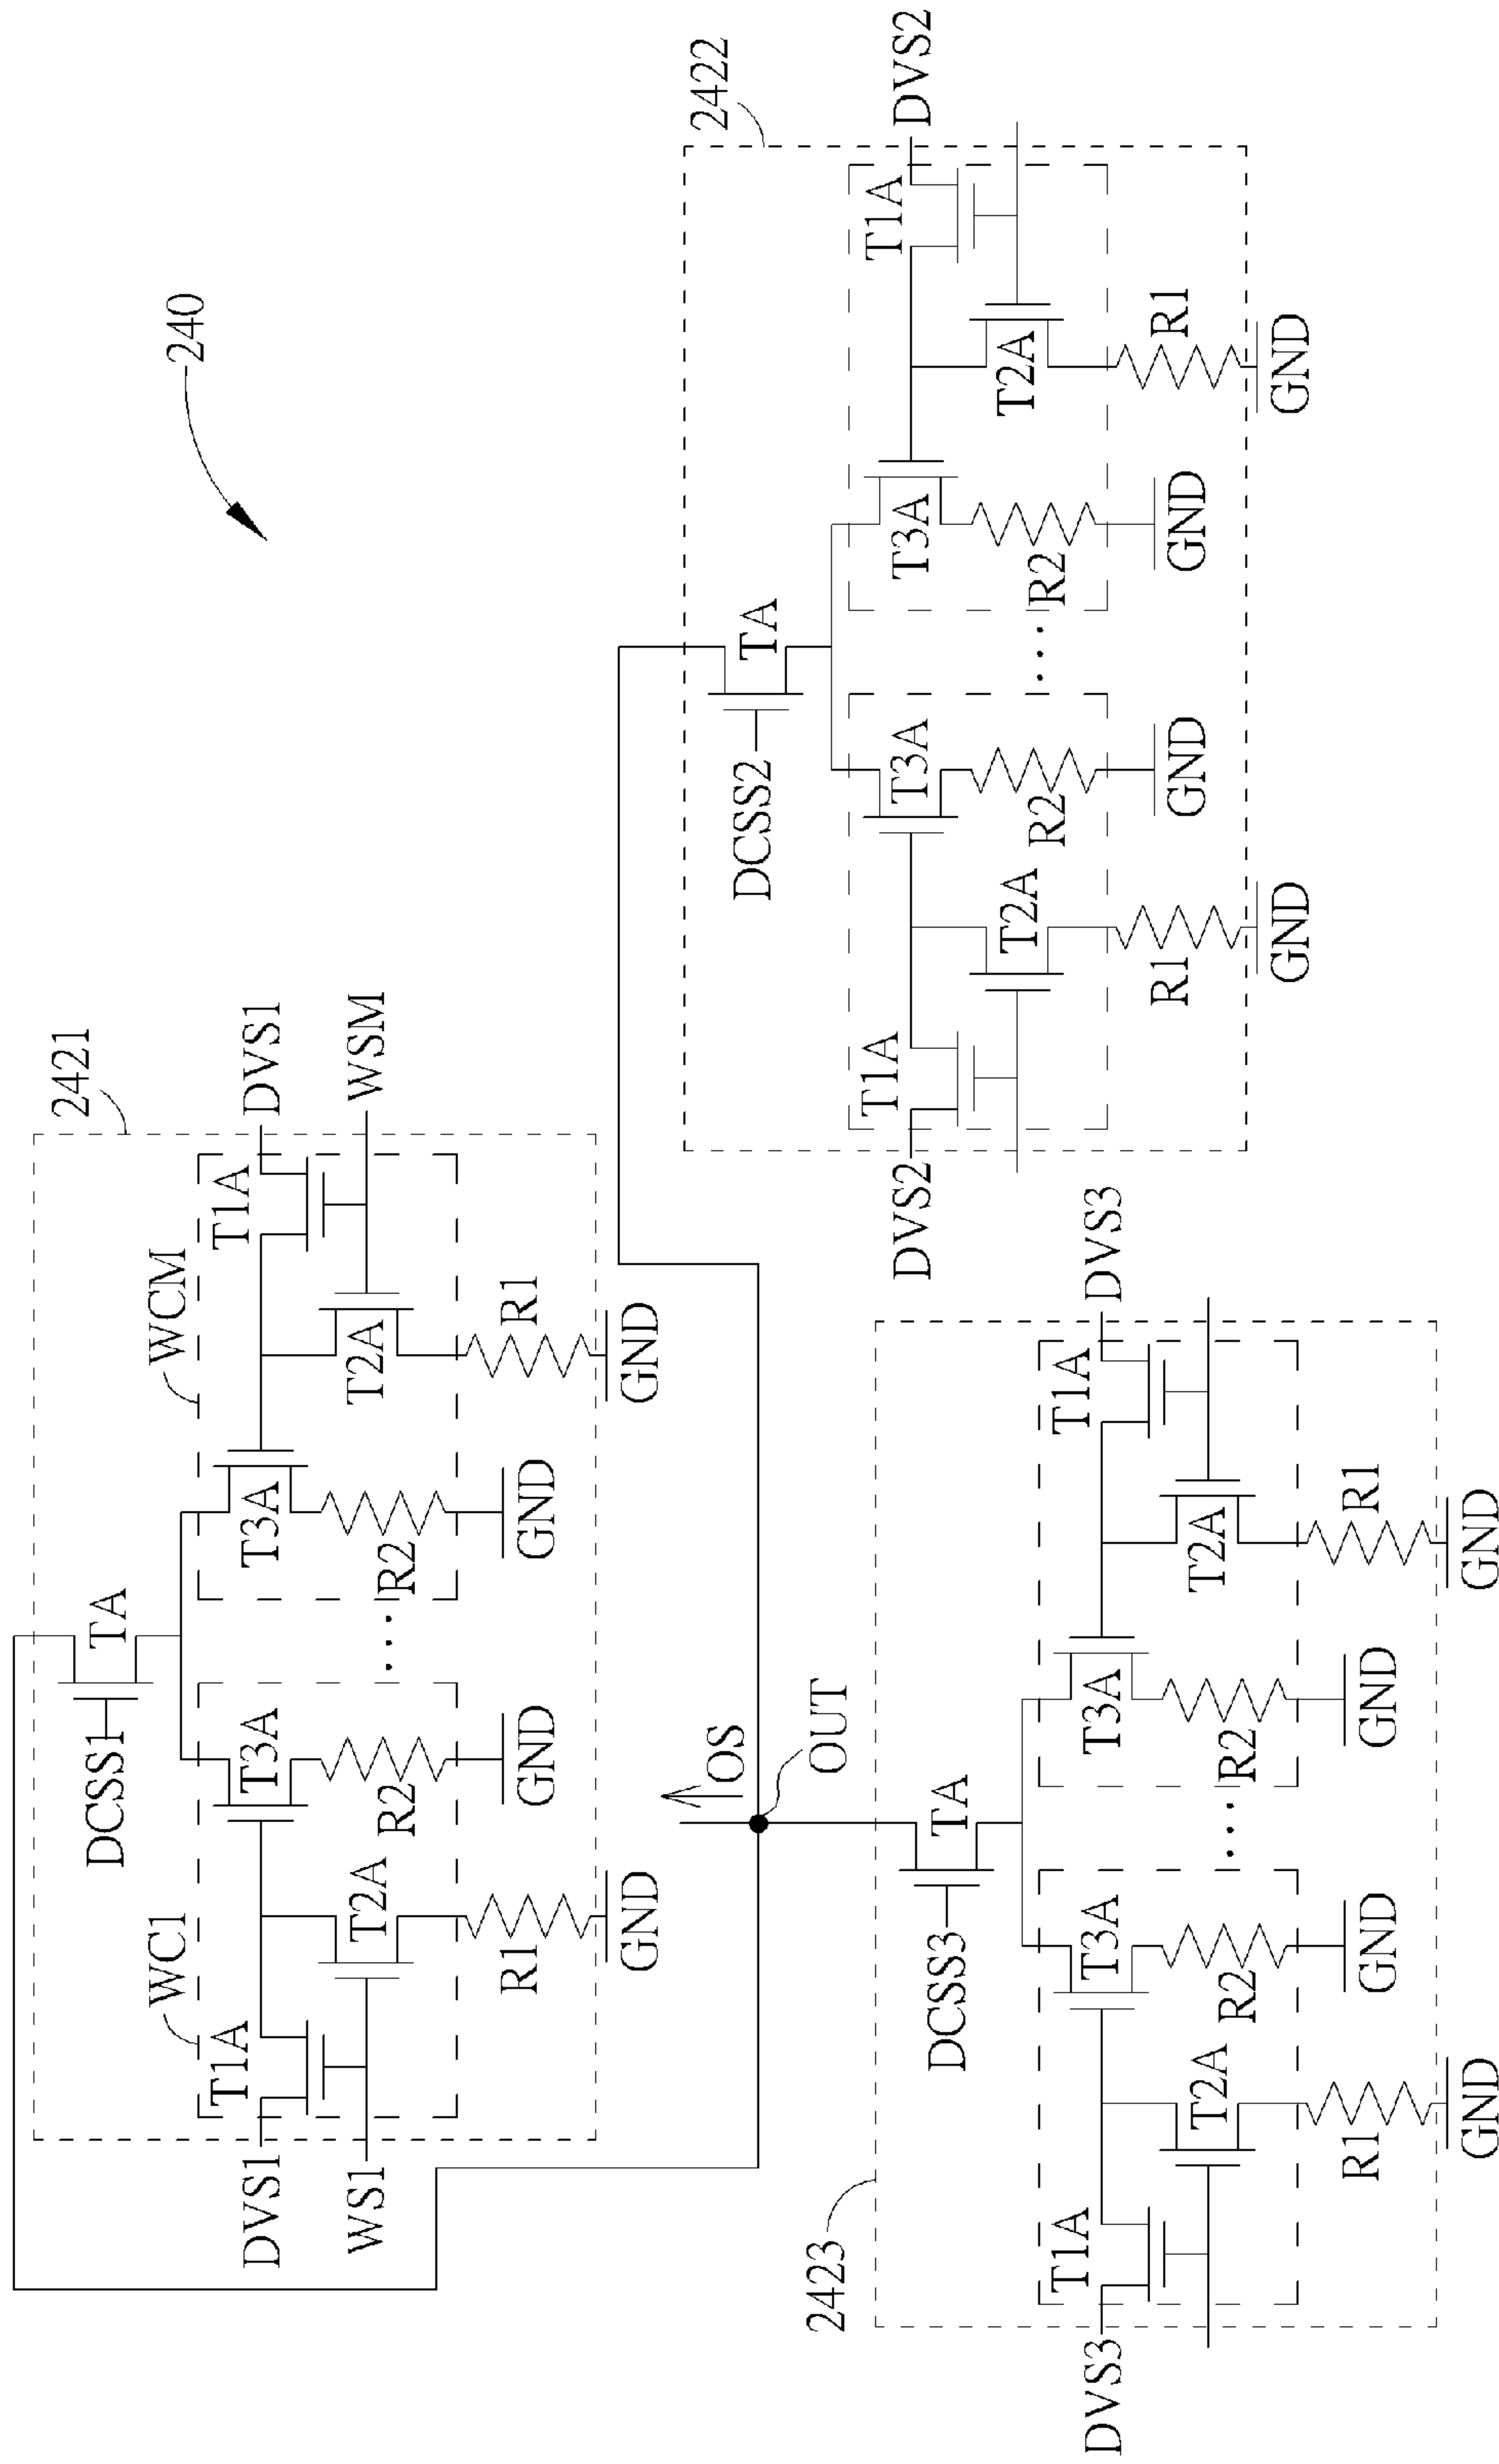 240
2421
WC1
WCM
DCSS1
TA
DVS1
T1A
T3A
T3A
T1A
DVS1
WS1
T2A
R2
...
R2
T2A
WSM
R1
GND
GND
R1
GND
GND
OS
OUT
2422
DCSS2
TA
DVS2
T1A
T3A
T3A
T1A
DVS2
T2A
R2
...
R2
T2A
R1
GND
GND
R1
GND
GND
2423
DCSS3
TA
DVS3
T1A
T3A
T3A
T1A
DVS3
T2A
R2
...
R2
T2A
R1
GND
GND
R1
GND
GND